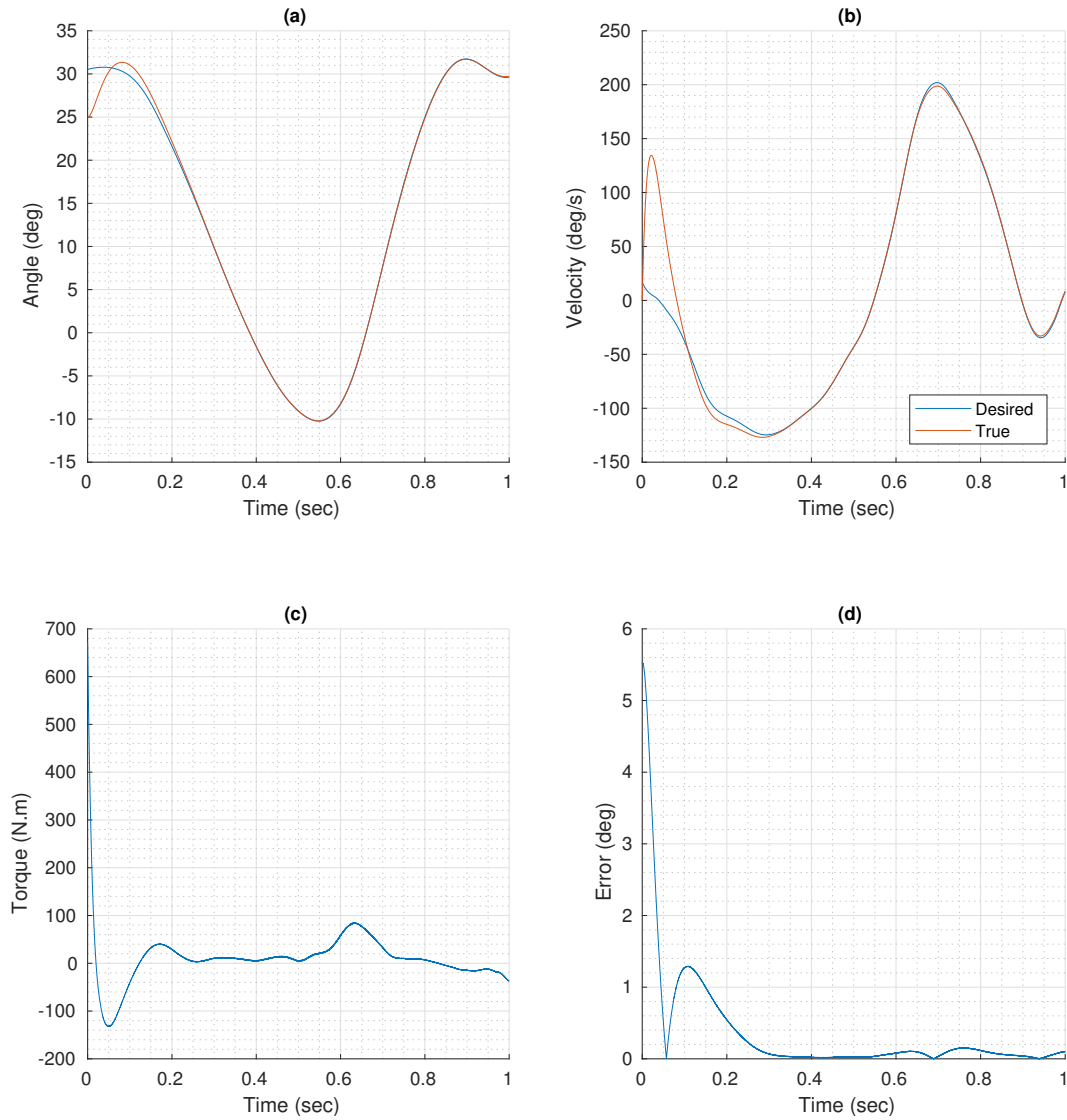 (a)
35
30
25
20
15
10
5
0
-5
-10
-15
0 0.2 0.4 0.6 0.8 1
Time (sec)
Angle (deg)
(b)
250
200
150
100
50
0
-50
-100
-150
0 0.2 0.4 0.6 0.8 1
Time (sec)
Velocity (deg/s)
Desired
True
(c)
700
600
500
400
300
200
100
0
-100
-200
0 0.2 0.4 0.6 0.8 1
Time (sec)
Torque (N.m)
(d)
6
5
4
3
2
1
0
0 0.2 0.4 0.6 0.8 1
Time (sec)
Error (deg)